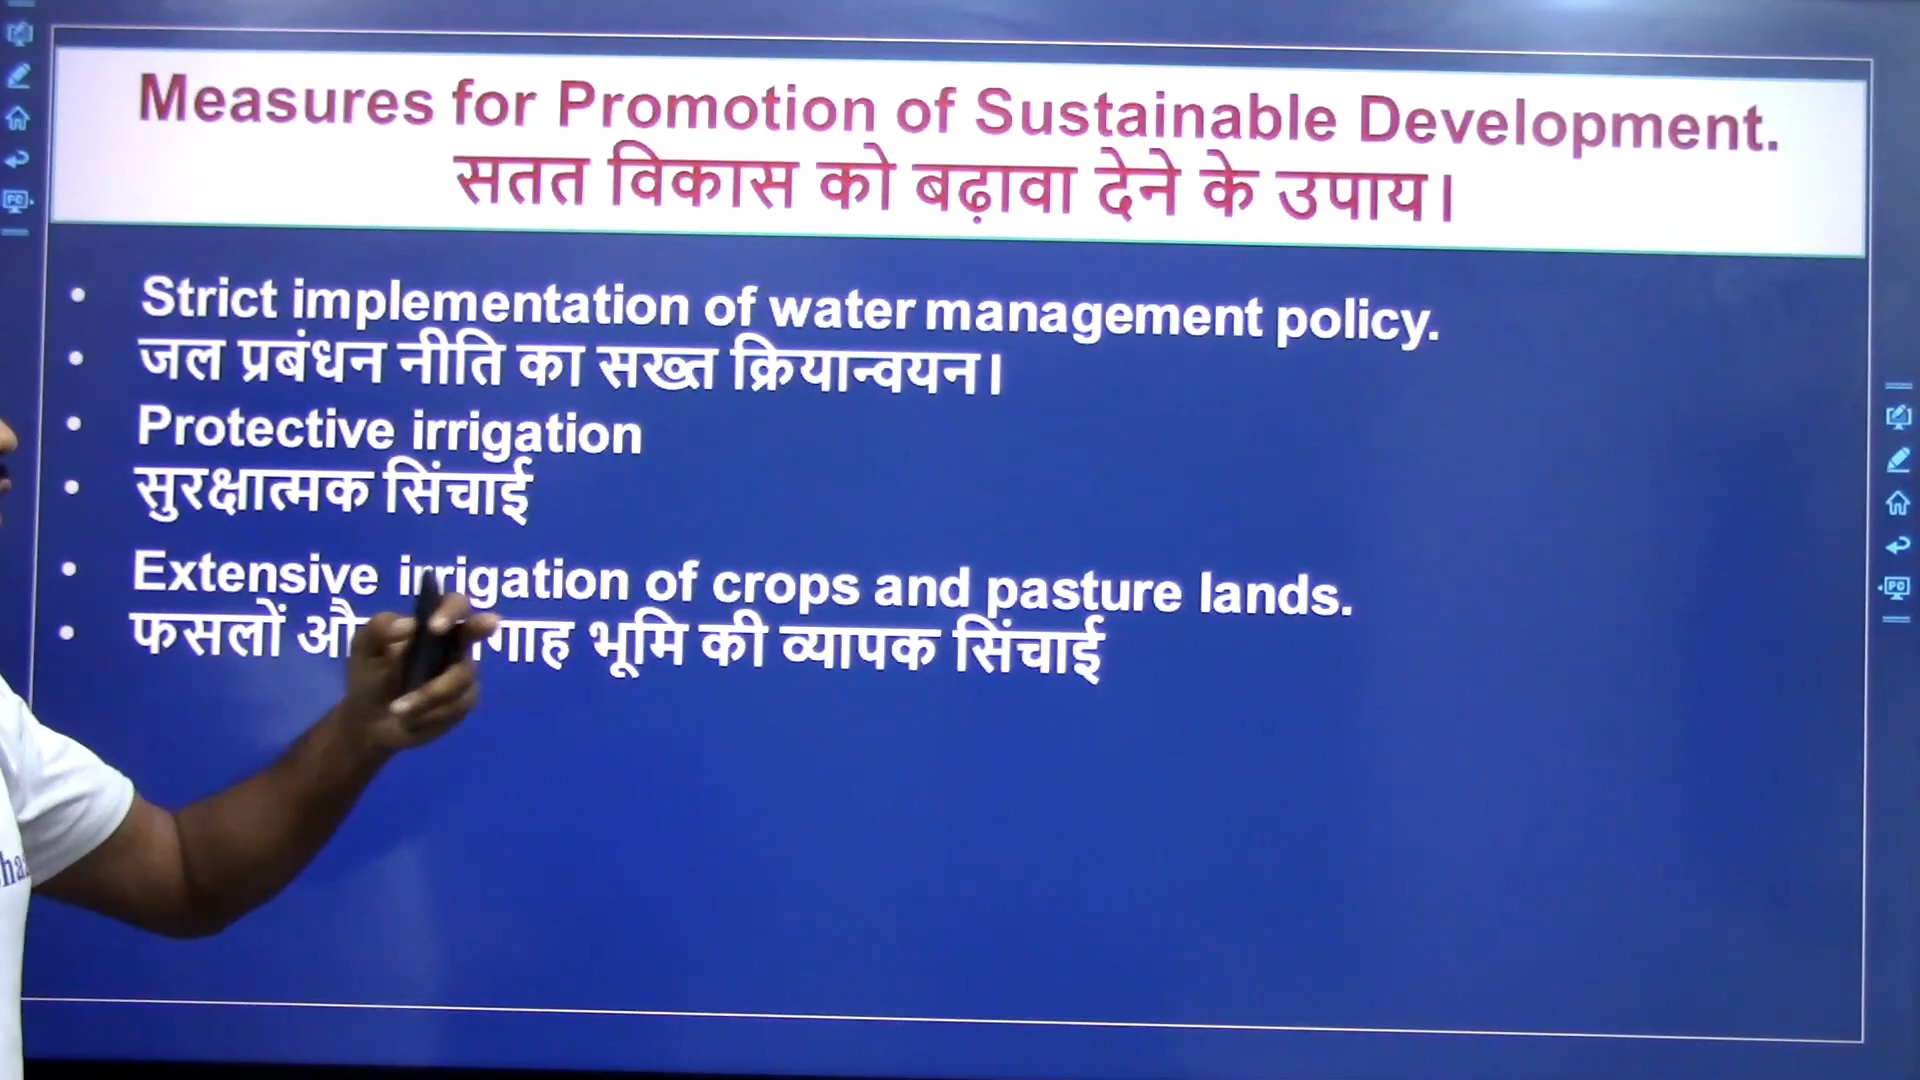 Measures for Promotion of Sustainable Development.
सतत विकास को बढ़ावा देने के उपाय।
• Strict implementation of water management policy.
• जल प्रबंधन नीति का सख्त क्रियान्वयन।
• Protective irrigation
• सुरक्षात्मक सिंचाई
• Extensive irrigation of crops and pasture lands.
• फसलों भूमि की व्यापक सिंचाई